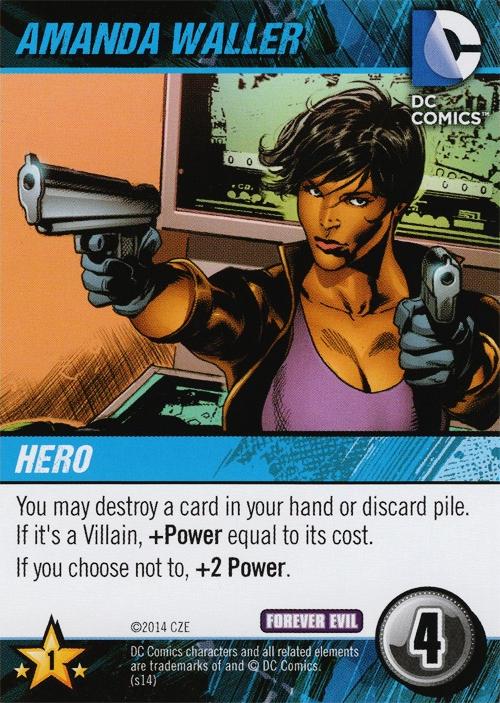 AMANDA WALLER
DC
COMICS™
HERO
You may destroy a card in your hand or discard pile.
If it's a Villain, +Power equal to its cost.
If you choose not to, +2 Power.
©2014 CZE
FOREVER EVIL
1
4
DC Comics characters and all related elements
are trademarks of and © DC Comics.
(s14)